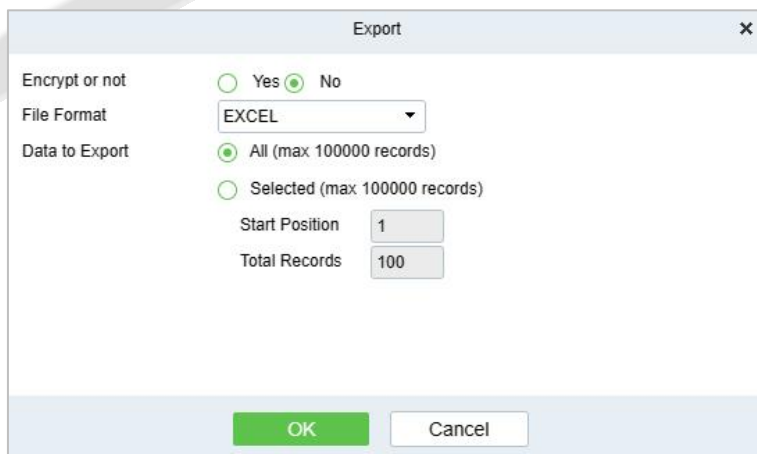 Export
Encrypt or not Yes No
File Format EXCEL
Data to Export All (max 100000 records)
Selected (max 100000 records)
Start Position 1
Total Records 100
OK Cancel